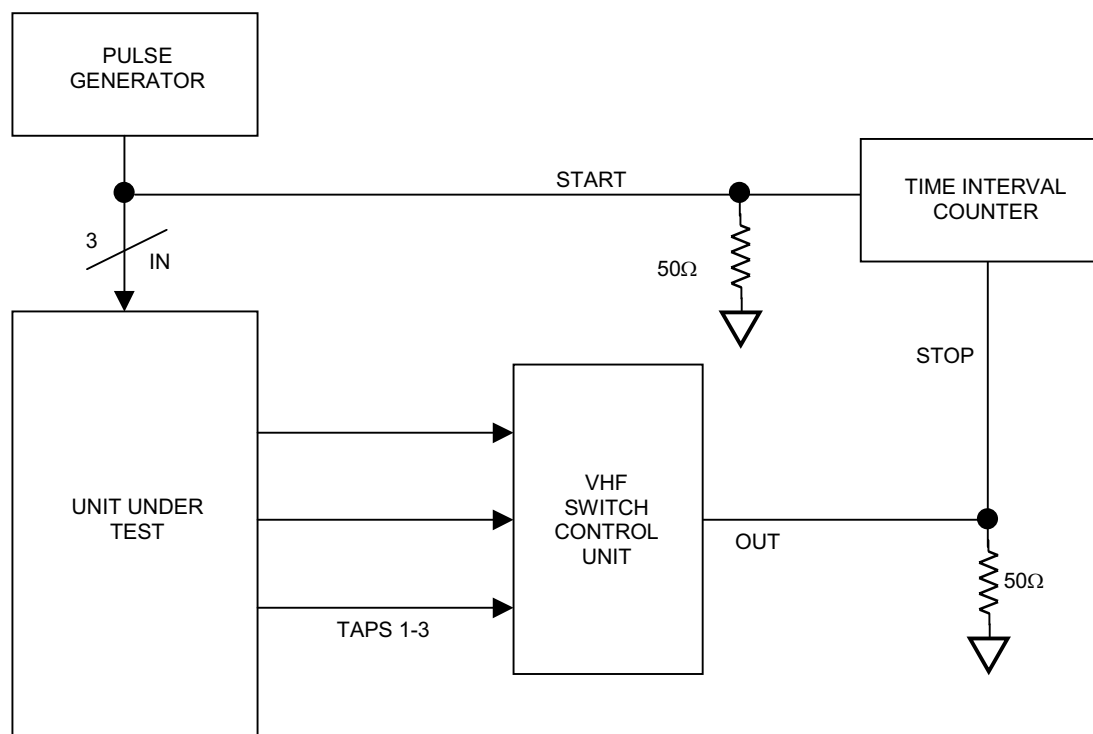 PULSE
GENERATOR
START
TIME INTERVAL
COUNTER
3
IN
50Ω
STOP
UNIT UNDER
TEST
VHF
SWITCH
CONTROL
UNIT
OUT
50Ω
TAPS 1-3